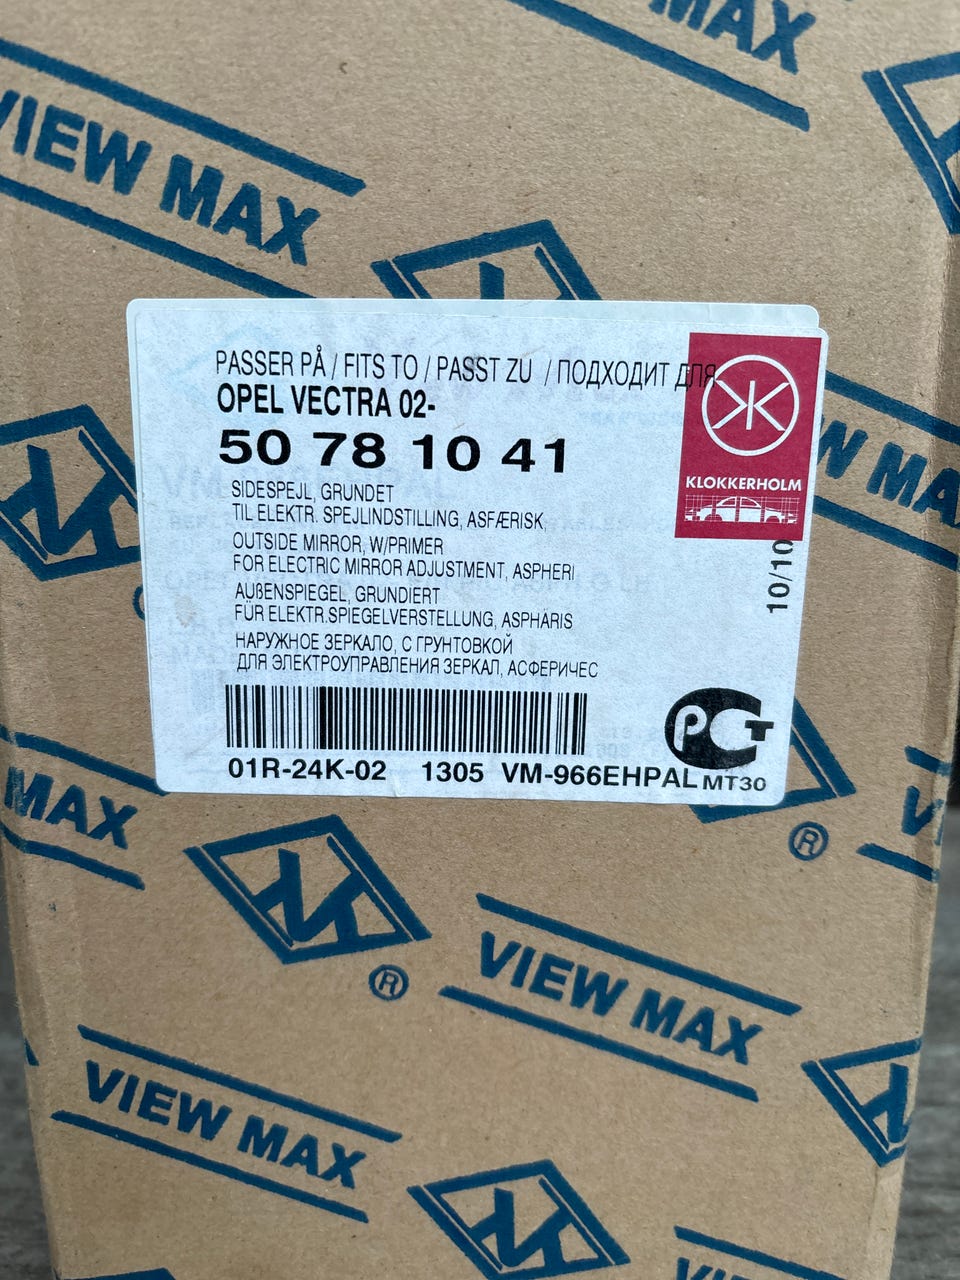 MAX
VIEW MAX
PASSER PÅ / FITS TO / PASST ZU / ПОДХОДИТ ДЛЯ
OPEL VECTRA 02-
50 78 10 41
KLOKKERHOLM
SIDESPEJL, GRUNDET
TIL ELEKTR. SPEJLINDSTILLING, ASFÆRISK,
OUTSIDE MIRROR, W/PRIMER
FOR ELECTRIC MIRROR ADJUSTMENT, ASPHERI
AUßENSPIEGEL, GRUNDIERT
FÜR ELEKTR.SPIEGELVERSTELLUNG, ASPHÄRIS
НАРУЖНОЕ ЗЕРКАЛО, С ГРУНТОВКОЙ
ДЛЯ ЭЛЕКТРОУПРАВЛЕНИЯ ЗЕРКАЛ, АСФЕРИЧЕС
10/10
РСТ
01R-24K-02 1305 VM-966EHPAL MT30
W MA
MAX
®
®
VIEW MAX
VIEW MAX